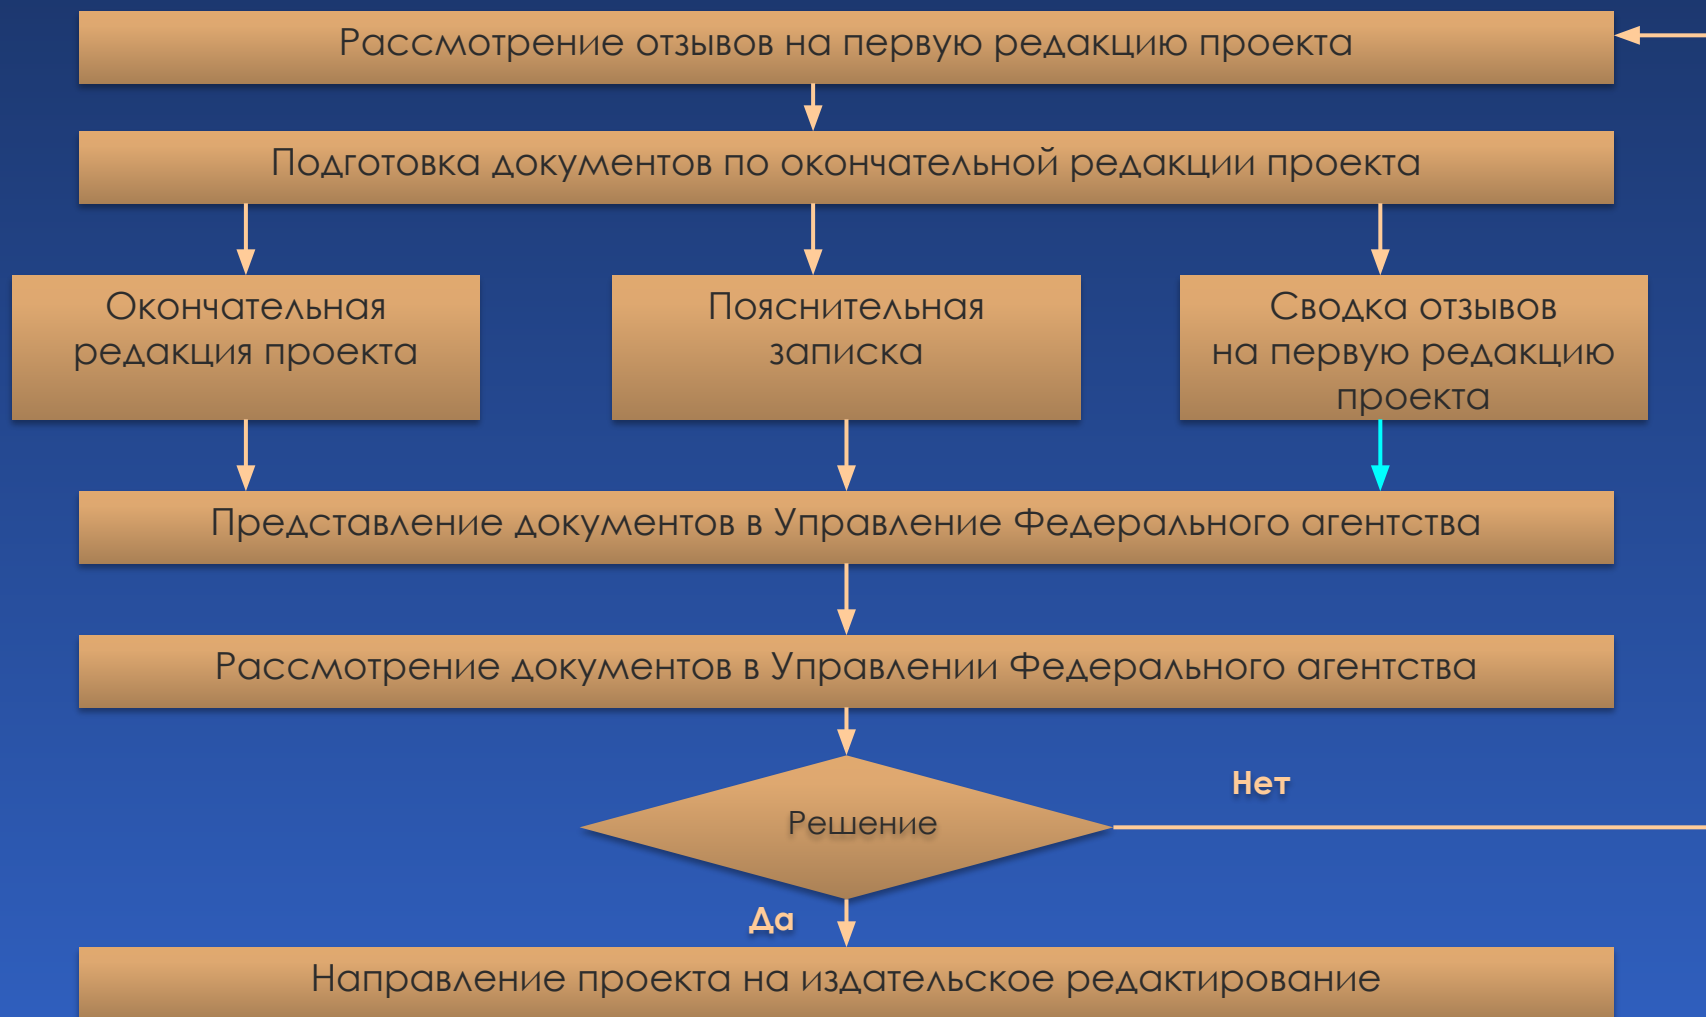 Рассмотрение отзывов на первую редакцию проекта
Подготовка документов по окончательной редакции проекта
Окончательная
редакция проекта
Пояснительная
записка
Сводка отзывов
на первую редакцию
проекта
Представление документов в Управление Федерального агентства
Рассмотрение документов в Управлении Федерального агентства
Решение
Нет
Да
Направление проекта на издательское редактирование